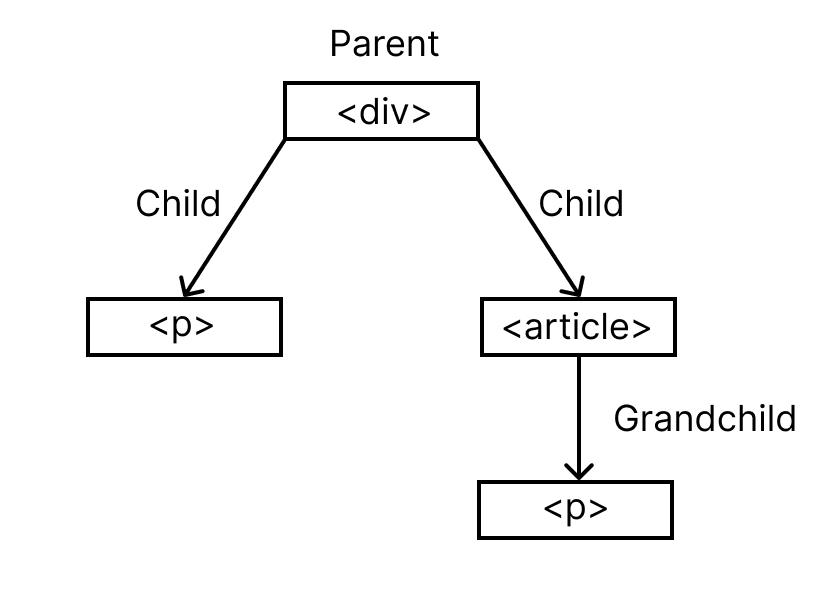 Parent
<div>
Child
Child
<p>
<article>
Grandchild
<p>